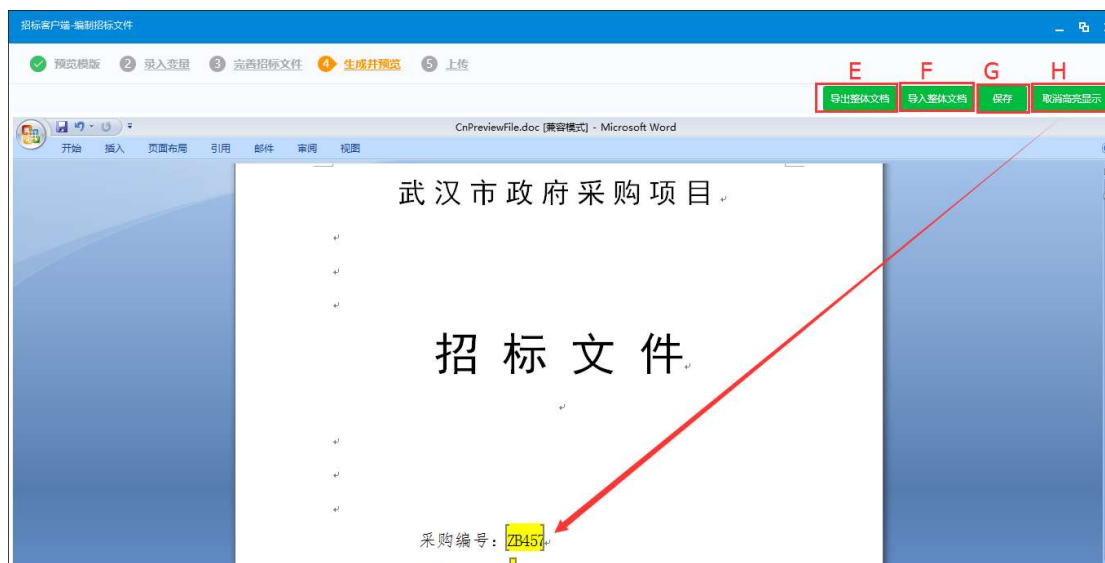 招标客户端-编制招标文件
预览模版 2 录入变量 3 完善招标文件 4 生成并预览 5 上传
E F G H
导出整体文档 导入整体文档 保存 取消高亮显示
CnPreviewFile.doc [兼容模式] - Microsoft Word
开始 插入 页面布局 引用 邮件 审阅 视图
武汉市政府采购项目
招标文件
采购编号：[ZB457]